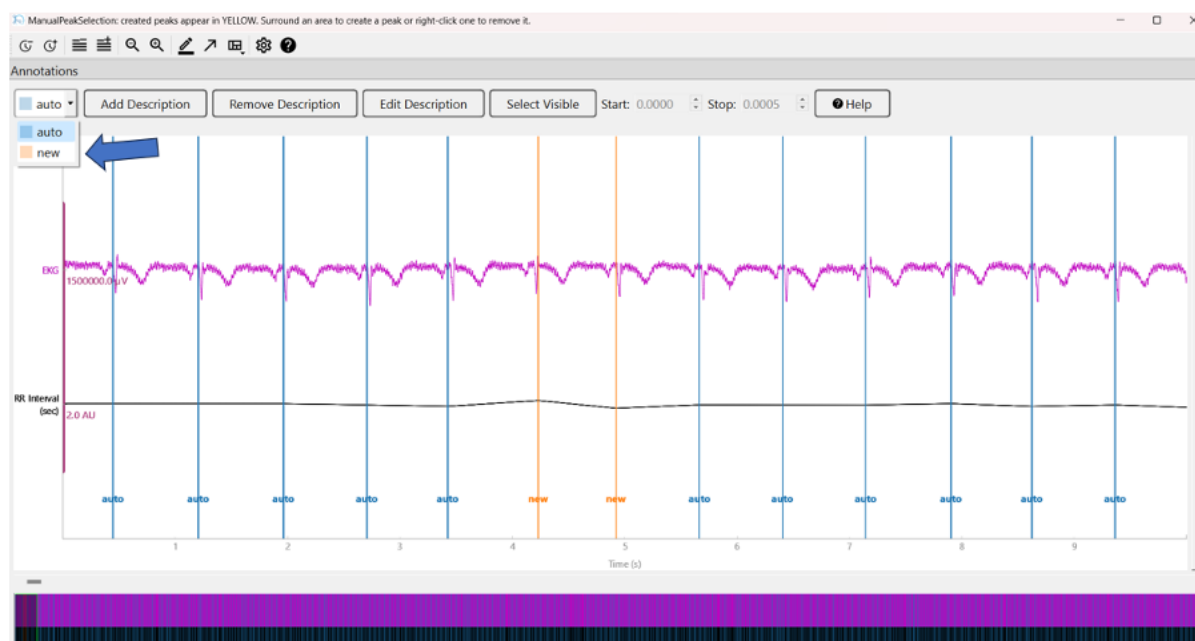 ManualPeakSelection: created peaks appear in YELLOW. Surround an area to create a peak or right-click one to remove it.
Annotations
auto Add Description Remove Description Edit Description Select Visible Start: 0.0000 Stop: 0.0005 Help
auto
new
EKG
1500000.0 µV
RR Interval
(sec)
2.0 AU
auto auto auto auto auto new new auto auto auto auto auto auto
1 2 3 4 5 6 7 8 9
Time (s)